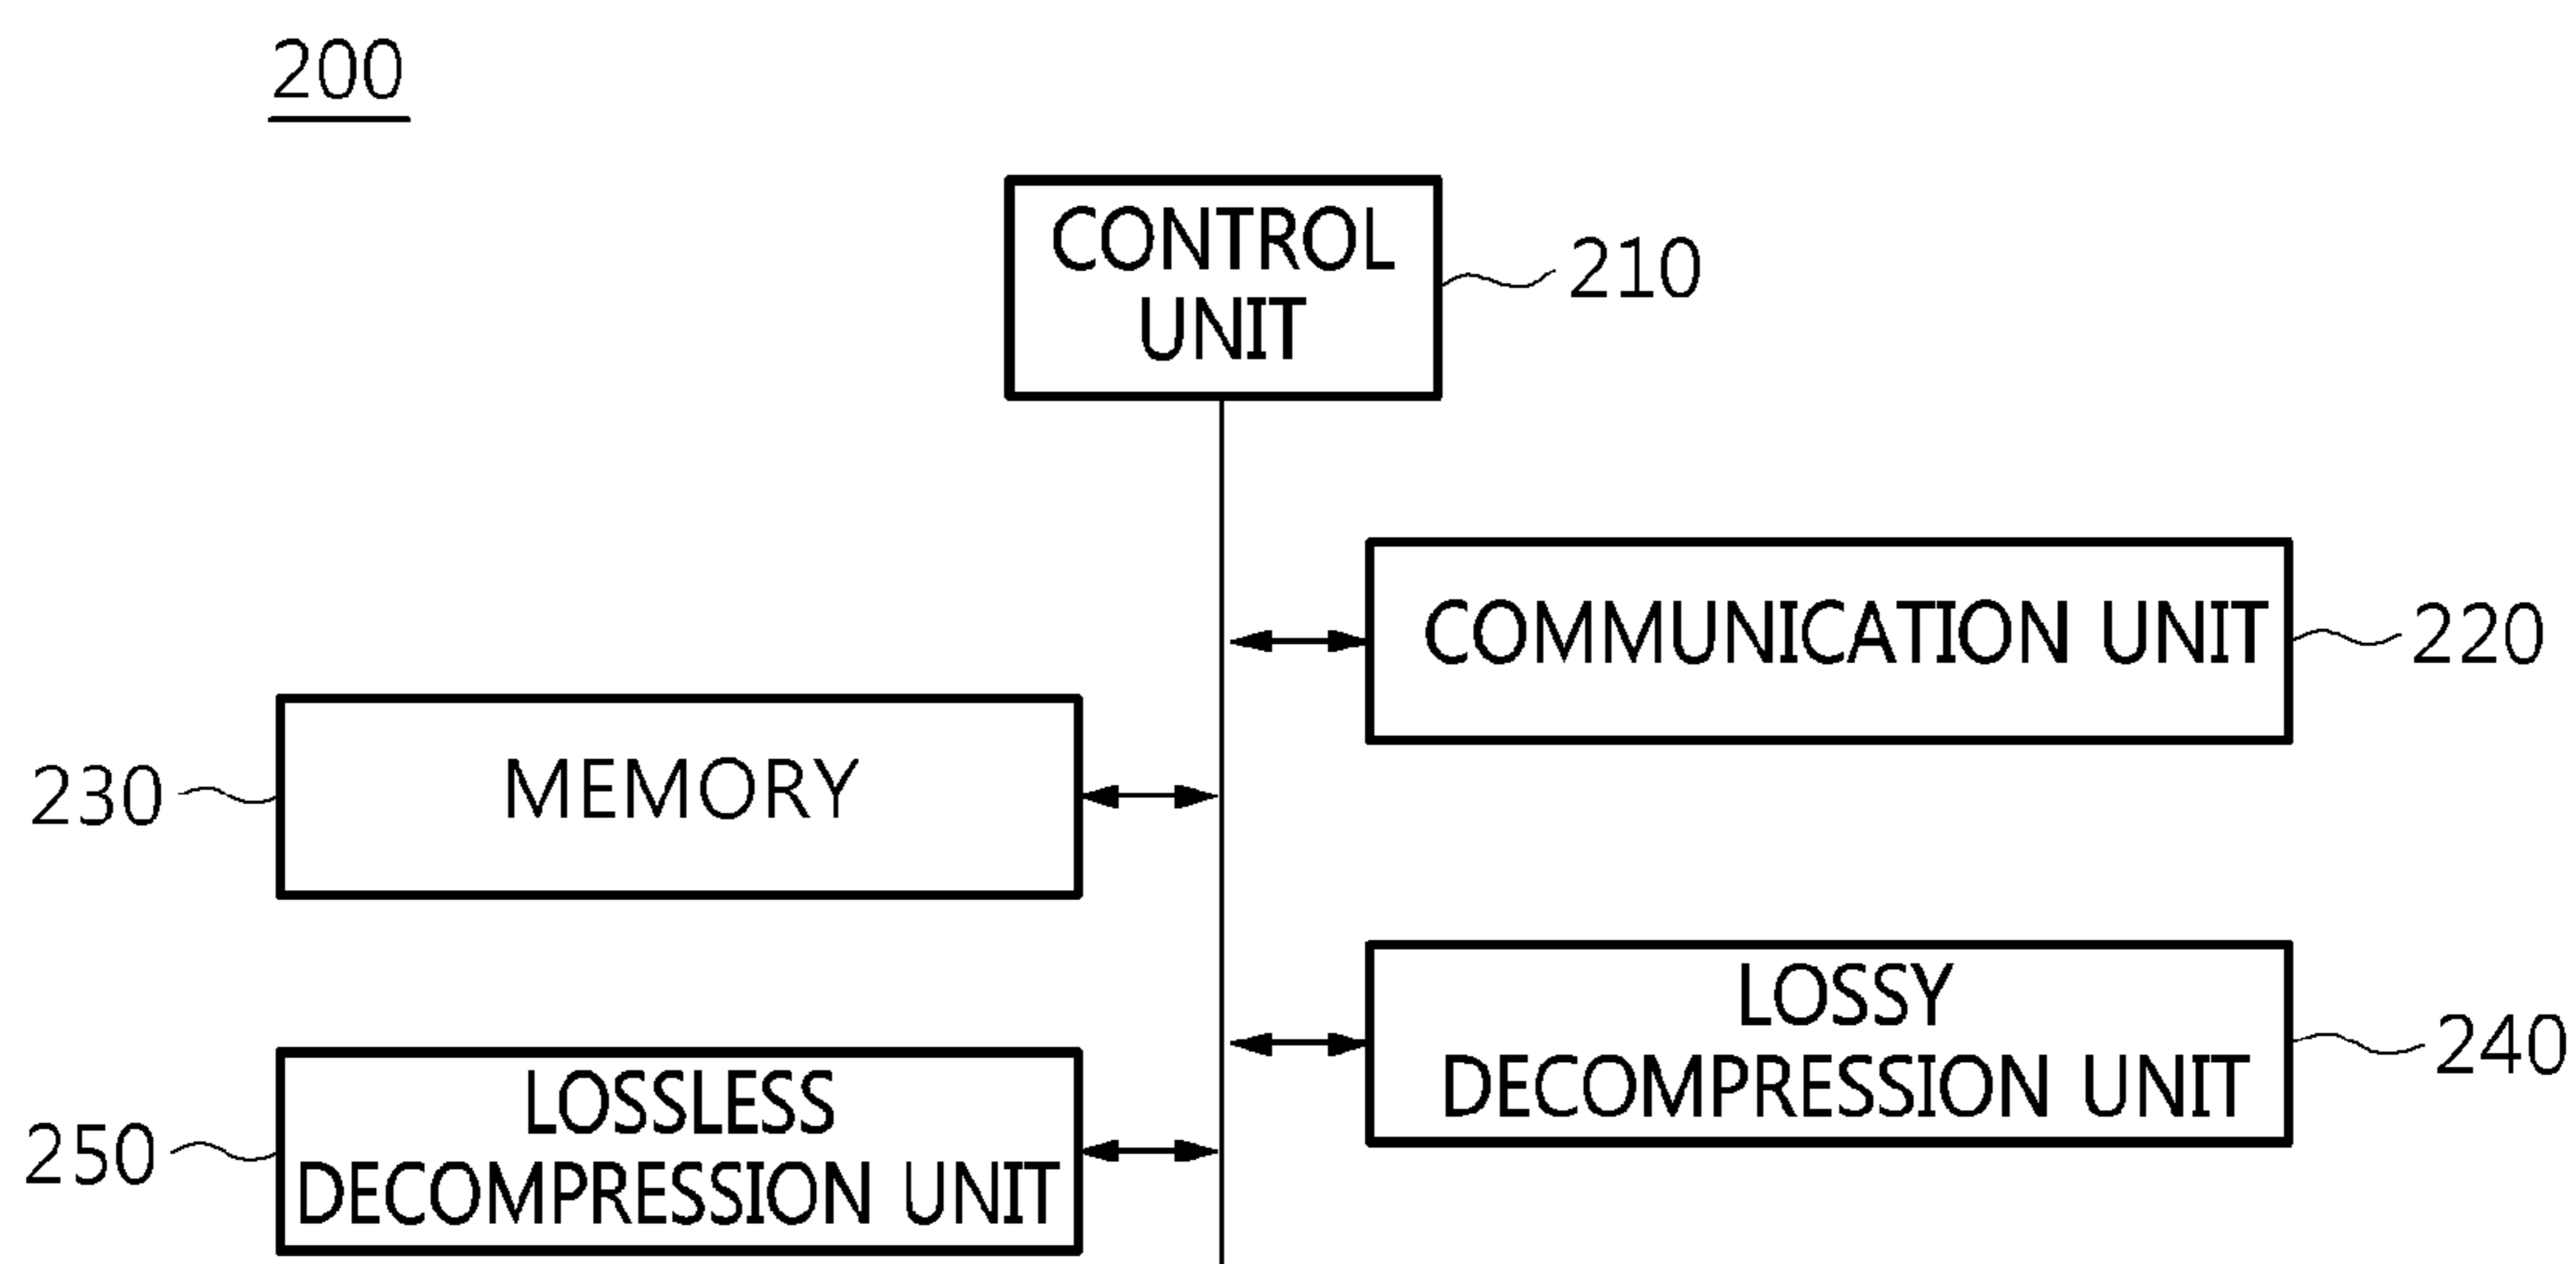 200
CONTROL
UNIT
210
COMMUNICATION UNIT
220
230
MEMORY
LOSSY
DECOMPRESSION UNIT
240
250
LOSSLESS
DECOMPRESSION UNIT